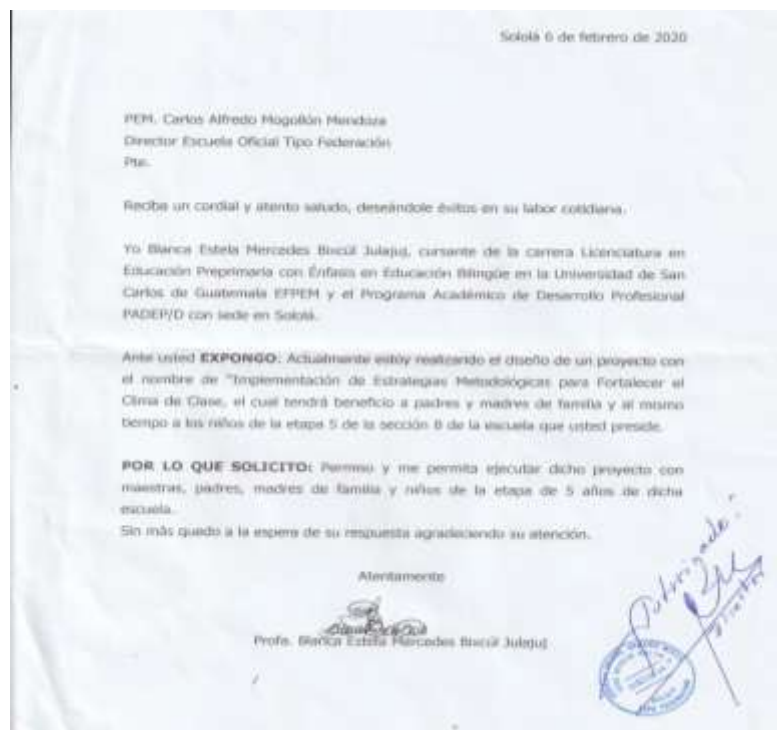 Sololá 6 de febrero de 2020
PEM. Carlos Alfredo Mogollón Mendoza
Director Escuela Oficial Tipo Federación
Pte.
Reciba un cordial y atento saludo, deseándole éxitos en su labor cotidiana.
Yo Blanca Estela Mercedes Bixcúl Julajuj, cursante de la carrera Licenciatura en
Educación Preprimaria con Énfasis en Educación Bilingüe en la Universidad de San
Carlos de Guatemala EFPEM y el Programa Académico de Desarrollo Profesional
PADEP/D con sede en Sololá.
Ante usted EXPONGO: Actualmente estoy realizando el diseño de un proyecto con
el nombre de "Implementación de Estrategias Metodológicas para Fortalecer el
Clima de Clase, el cual tendrá beneficio a padres y madres de familia y al mismo
tiempo a los niños de la etapa 5 de la sección B de la escuela que usted preside.
POR LO QUE SOLICITO: Permiso y me permita ejecutar dicho proyecto con
maestras, padres, madres de familia y niños de la etapa de 5 años de dicha
escuela.
Sin más quedo a la espera de su respuesta agradeciendo su atención.
Atentamente
Profa. Blanca Estela Mercedes Bixcúl Julajuj
Autorizado:
Director